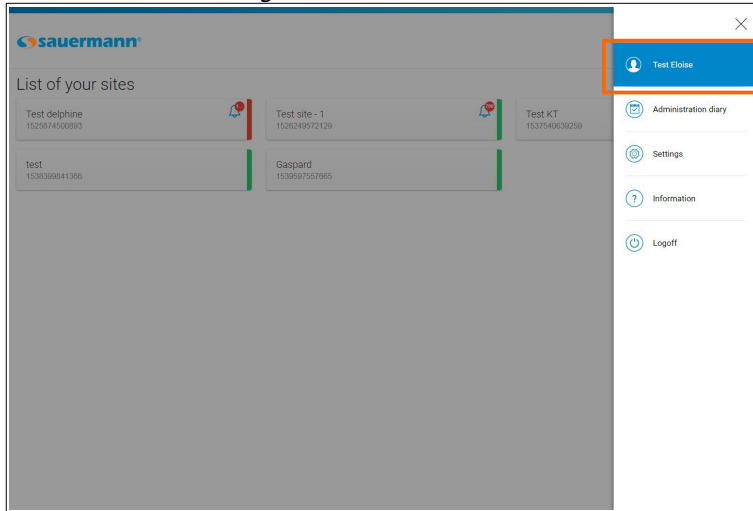 sauermann®
List of your sites
Test delphine
1525874500893
Test site - 1
1526249572129
Test KT
1537540639259
test
1538399841366
Gaspard
1539597557665
Test Eloise
Administration diary
Settings
Information
Logoff